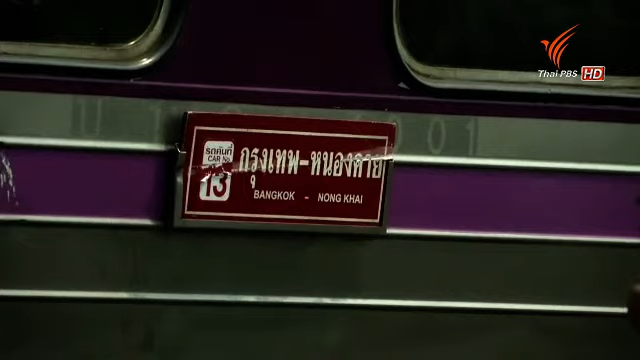 Thai PBS HD
รถคันที่
CAR No.
13
กรุงเทพ-หนองคาย
BANGKOK - NONG KHAI